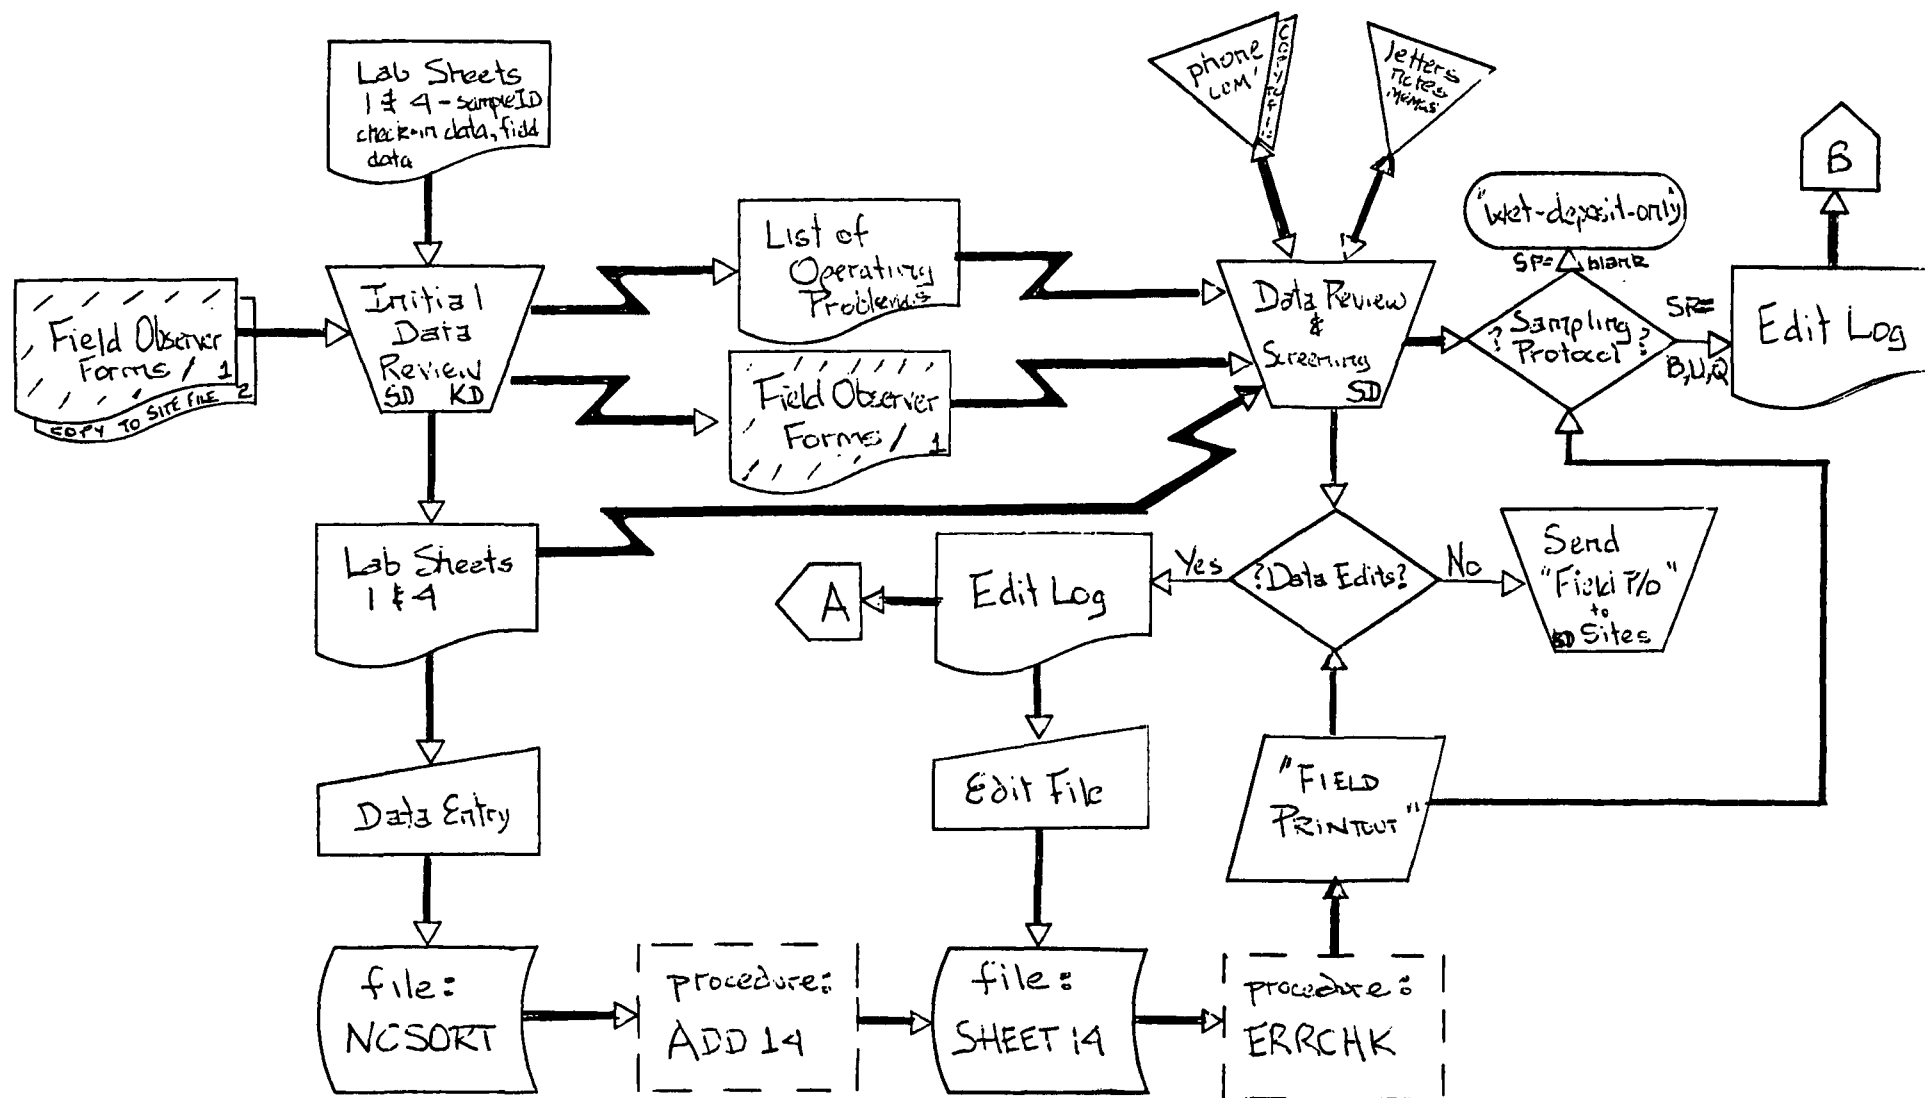 Lab Sheets
1 & 4 - sample ID
check-in data, field
data
phone
com'
letters
notes
memos
B
"wet-deposit-only"
SP= blank
Field Observer
Forms / 1
2
COPY TO SITE FILE
Initial
Data
Review
SD KD
List of
Operating
Problems
Data Review
&
Screening
SD
? Sampling ?
Protocol
SP=
B,U,Q
Edit Log
Field Observer
Forms / 1
Lab Sheets
1 & 4
A
Edit Log
Yes
?Data Edits?
No
Send
"Field P/O"
to
SD Sites
Data Entry
Edit File
"FIELD
PRINTOUT"
file:
NCSORT
procedure:
ADD 14
file:
SHEET 14
procedure:
ERRCHK